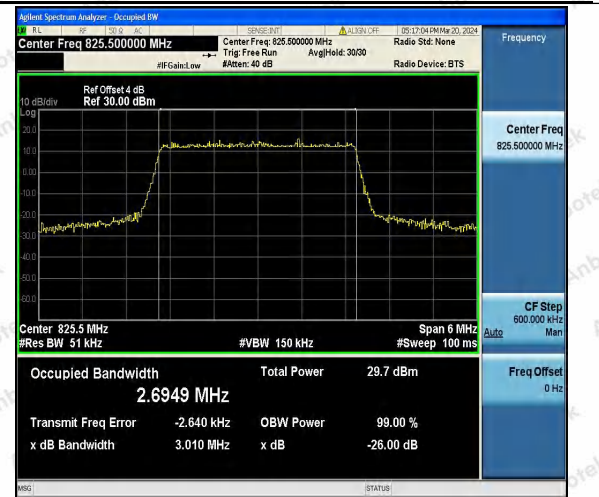 Agilent Spectrum Analyzer - Occupied BW
RL RF 50 Ω AC SENSE:INT ALIGN OFF 05:17:04 PM Mar 20, 2024
Center Freq 825.500000 MHz Center Freq: 825.500000 MHz Radio Std: None Frequency
Trig: Free Run Avg|Hold: 30/30
#IFGain:Low #Atten: 40 dB Radio Device: BTS
Ref Offset 4 dB
10 dB/div Ref 30.00 dBm
Log
20.0
10.0
0.00
-10.0
-20.0
-30.0
-40.0
-50.0
-60.0
Center Freq
825.500000 MHz
CF Step
600.000 kHz
Auto Man
Center 825.5 MHz Span 6 MHz
#Res BW 51 kHz #VBW 150 kHz #Sweep 100 ms
Occupied Bandwidth Total Power 29.7 dBm
2.6949 MHz
Freq Offset
0 Hz
Transmit Freq Error -2.640 kHz OBW Power 99.00 %
x dB Bandwidth 3.010 MHz x dB -26.00 dB
MSG STATUS